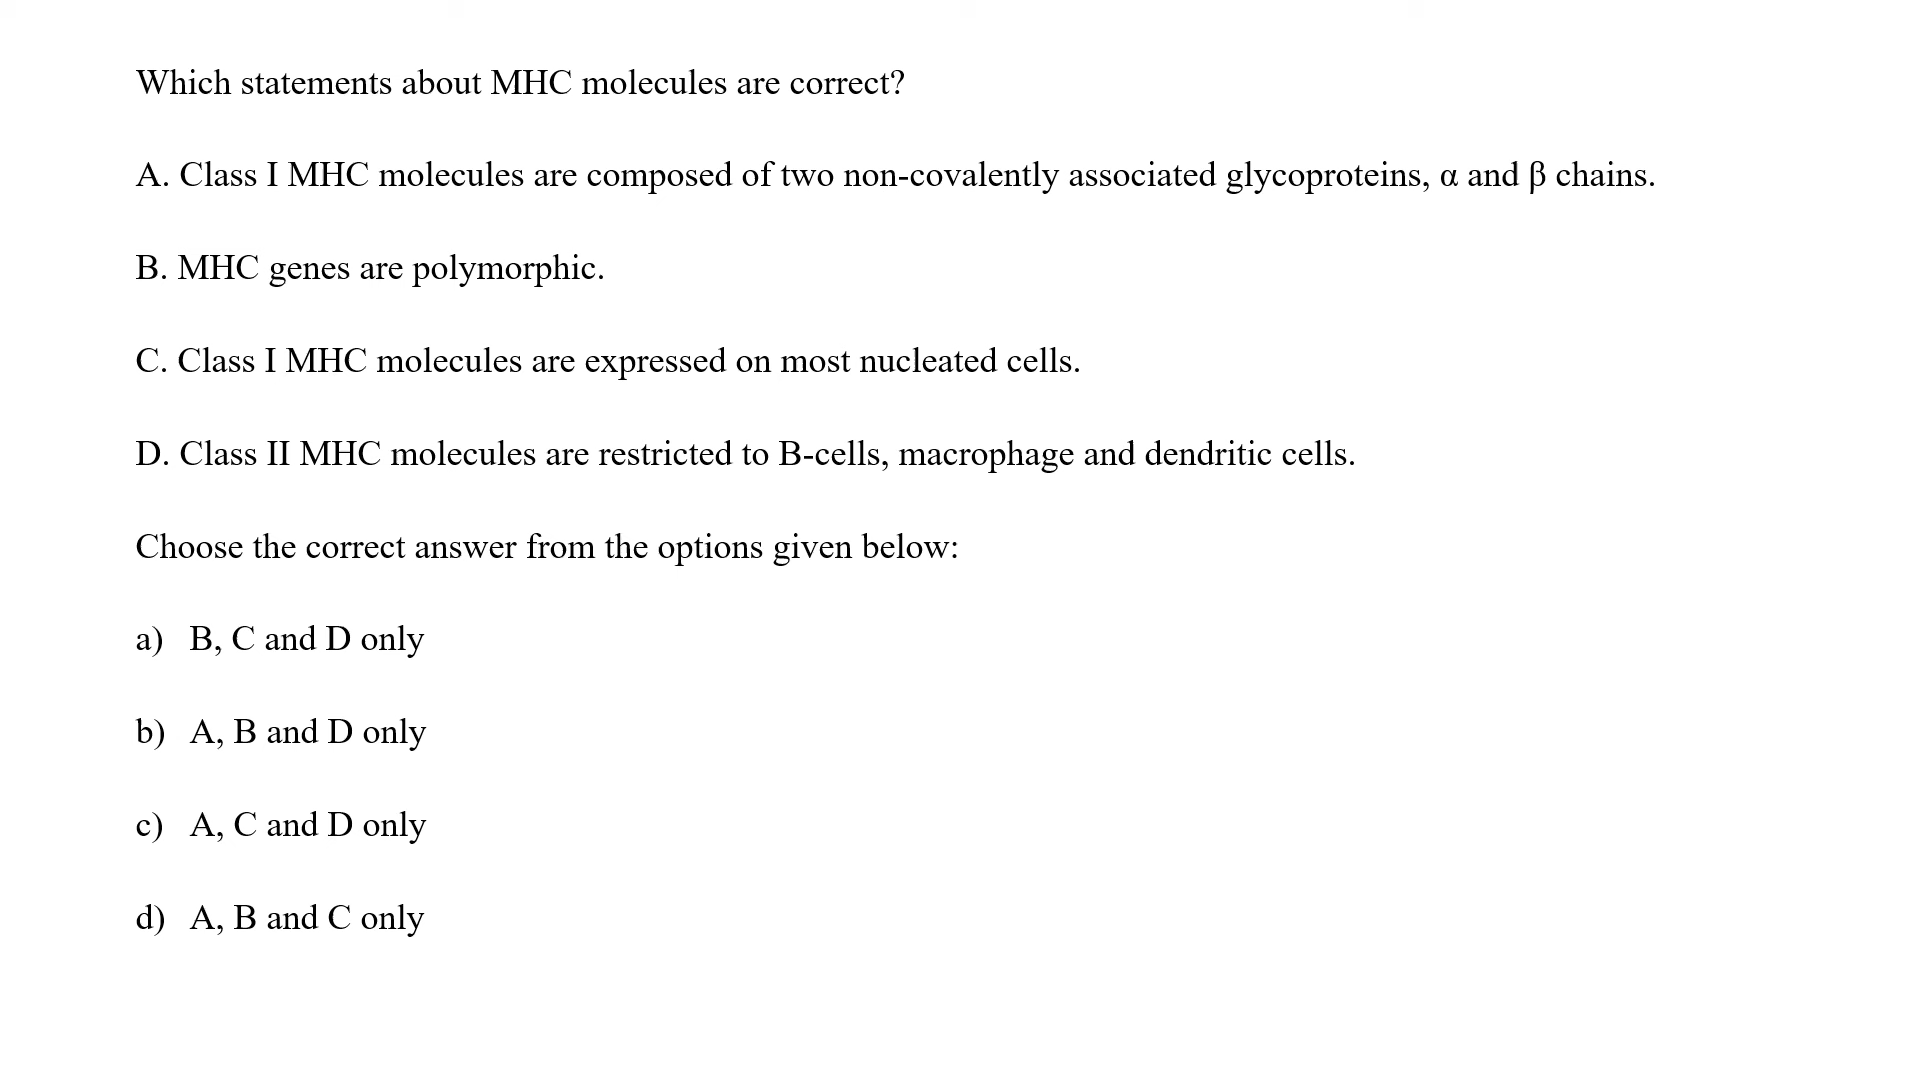 Which statements about MHC molecules are correct?
A. Class I MHC molecules are composed of two non-covalently associated glycoproteins, α and β chains.
B. MHC genes are polymorphic.
C. Class I MHC molecules are expressed on most nucleated cells.
D. Class II MHC molecules are restricted to B-cells, macrophage and dendritic cells.
Choose the correct answer from the options given below:
a) B, C and D only
b) A, B and D only
c) A, C and D only
d) A, B and C only